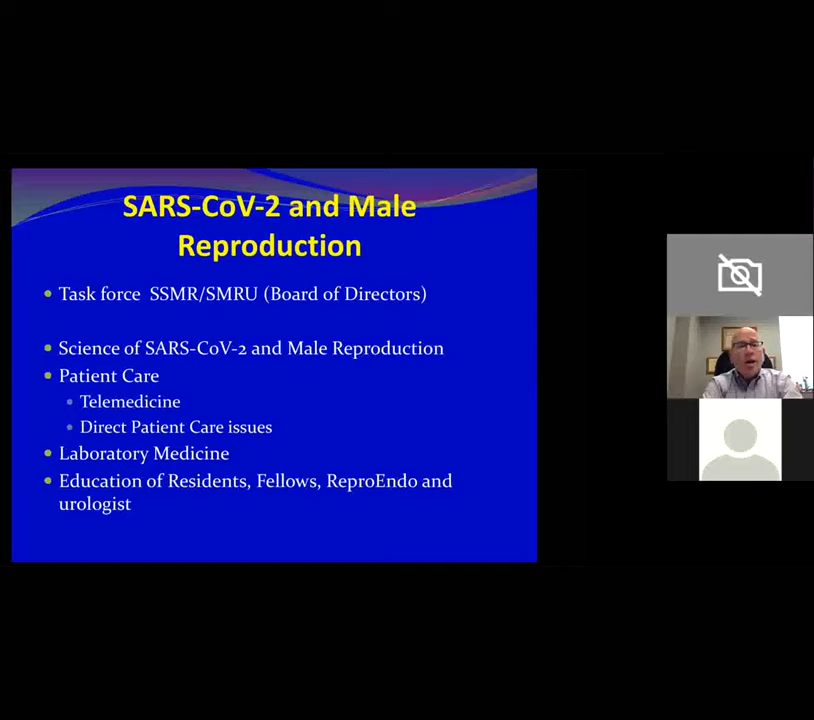 SARS-CoV-2 and Male
Reproduction
Task force  SSMR/SMRU (Board of Directors)
Science of SARS-CoV-2 and Male Reproduction
Patient Care
Telemedicine
Direct Patient Care issues
Laboratory Medicine
Education of Residents, Fellows, ReproEndo and
urologist